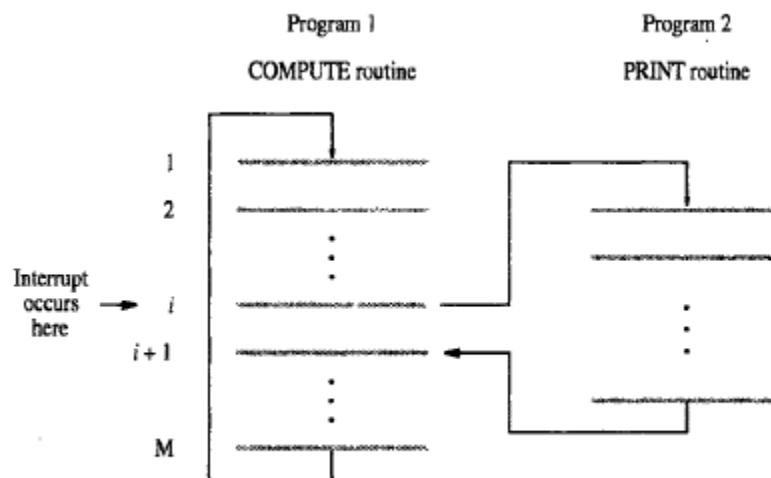 Program 1
Program 2
COMPUTE routine
PRINT routine
1
2
Interrupt
occurs
here
i
i + 1
M